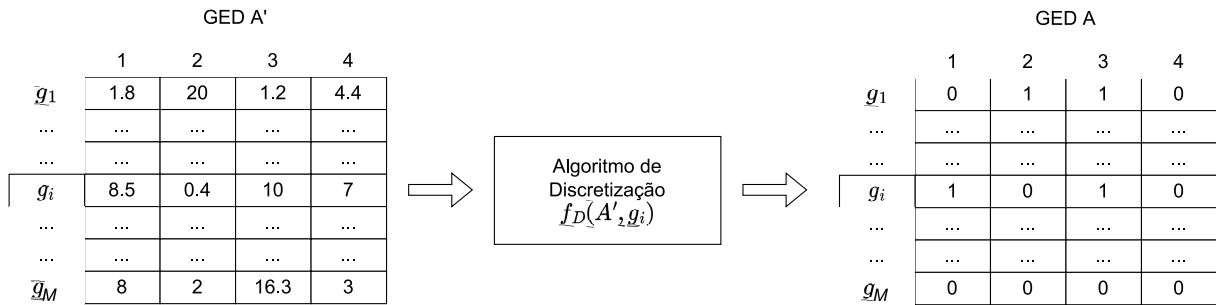 GED A' GED A
1 2 3 4 1 2 3 4
g1 1.8 20 1.2 4.4 g1 0 1 1 0
... ... ... ... ... ... ... ... ... ...
... ... ... ... ... ... ... ... ... ...
gi 8.5 0.4 10 7 gi 1 0 1 0
... ... ... ... ... ... ... ... ... ...
... ... ... ... ... ... ... ... ... ...
gM 8 2 16.3 3 gM 0 0 0 0
Algoritmo de
Discretização
fD(A′, gi)